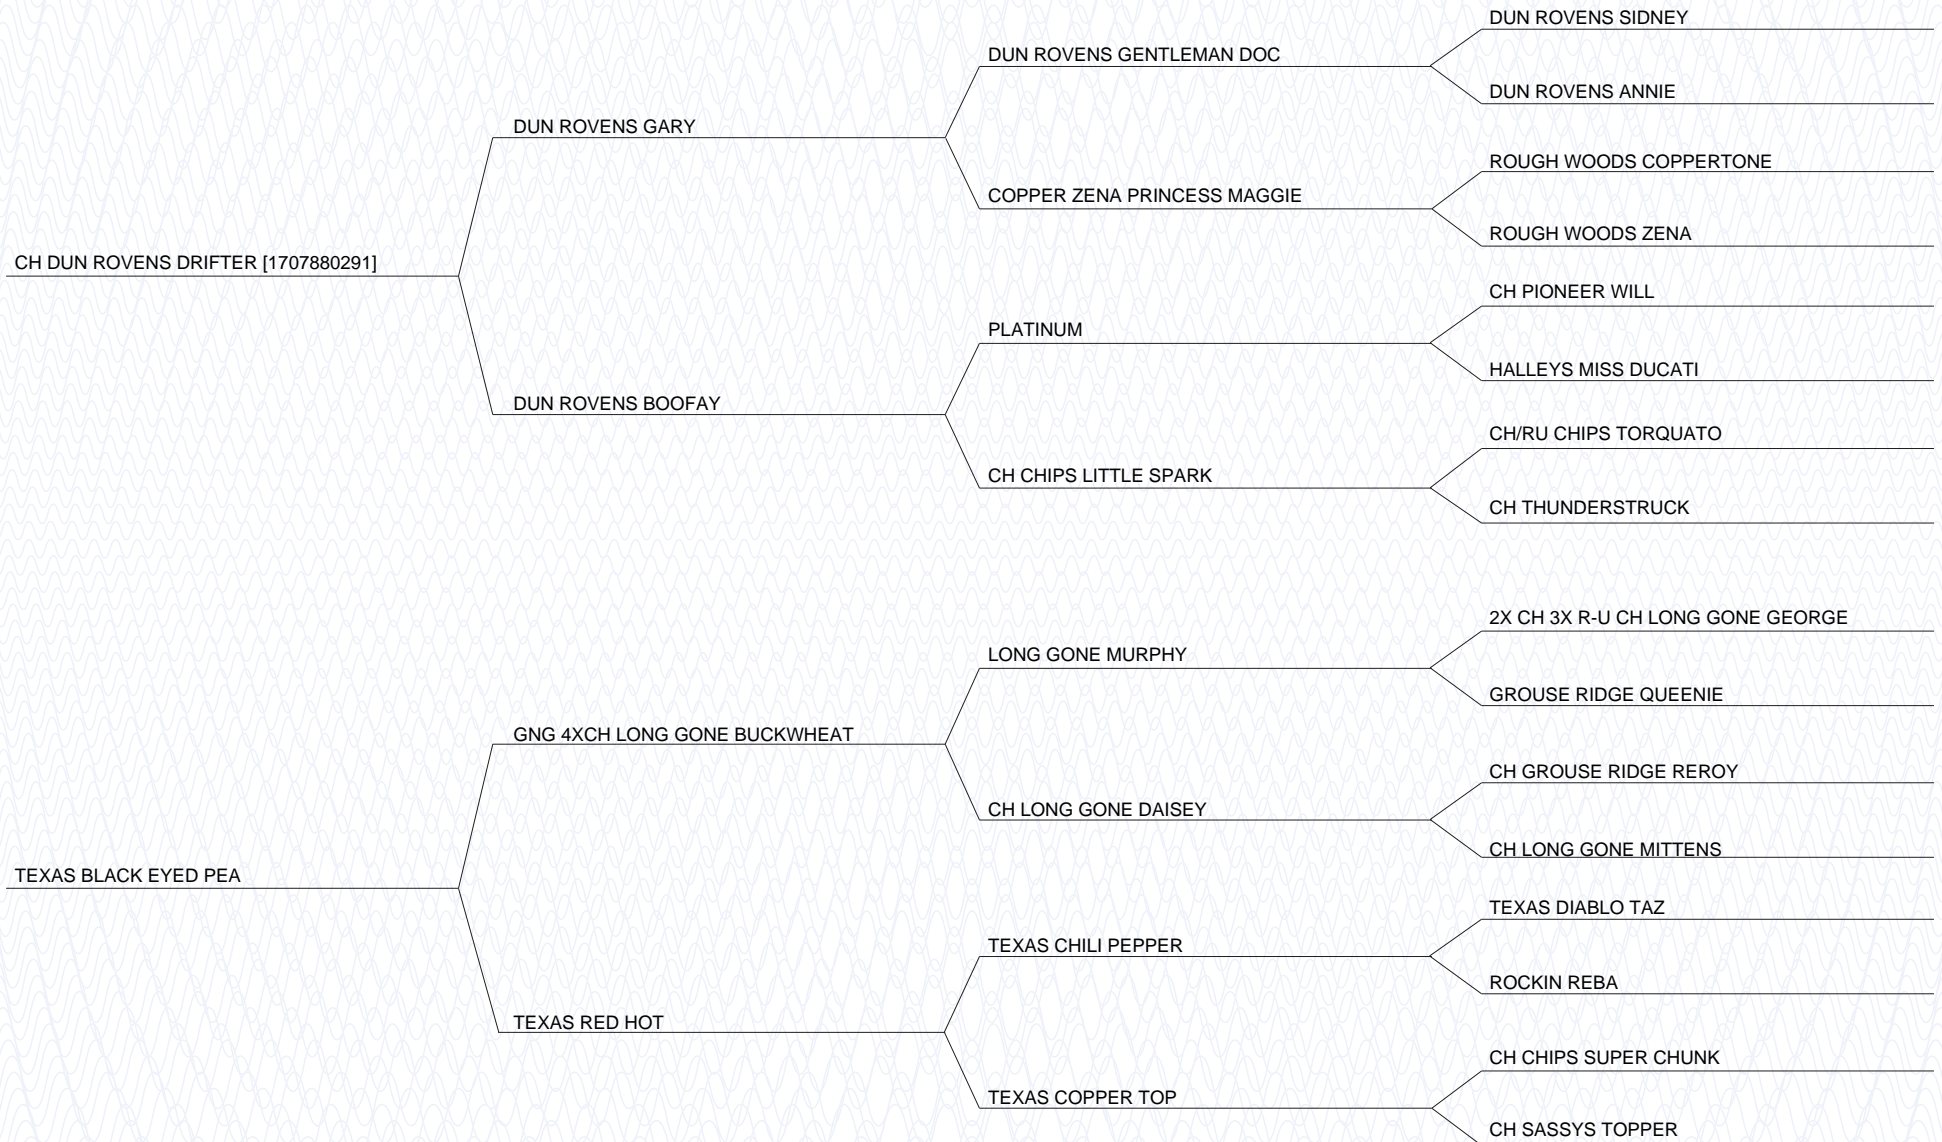 DUN ROVENS SIDNEY
DUN ROVENS GENTLEMAN DOC
DUN ROVENS ANNIE
DUN ROVENS GARY
ROUGH WOODS COPPERTONE
COPPER ZENA PRINCESS MAGGIE
ROUGH WOODS ZENA
CH DUN ROVENS DRIFTER [1707880291]
CH PIONEER WILL
PLATINUM
HALLEYS MISS DUCATI
DUN ROVENS BOOFAY
CH/RU CHIPS TORQUATO
CH CHIPS LITTLE SPARK
CH THUNDERSTRUCK
2X CH 3X R-U CH LONG GONE GEORGE
LONG GONE MURPHY
GROUSE RIDGE QUEENIE
GNG 4XCH LONG GONE BUCKWHEAT
CH GROUSE RIDGE REROY
CH LONG GONE DAISEY
CH LONG GONE MITTENS
TEXAS BLACK EYED PEA
TEXAS DIABLO TAZ
TEXAS CHILI PEPPER
ROCKIN REBA
TEXAS RED HOT
CH CHIPS SUPER CHUNK
TEXAS COPPER TOP
CH SASSYS TOPPER